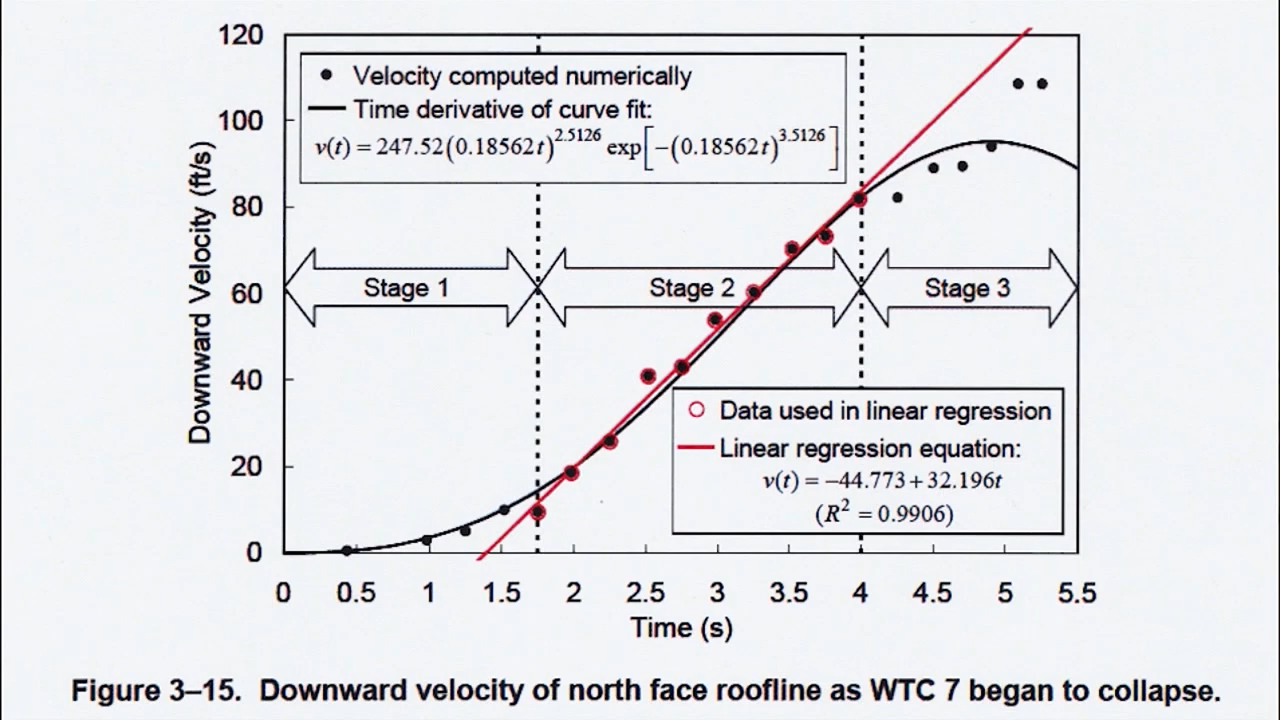 120
100
80
60
40
20
0
Downward Velocity (ft/s)
Velocity computed numerically
Time derivative of curve fit:
v(t) = 247.52(0.18562t)^2.5126 exp[−(0.18562t)^3.5126]
Stage 1
Stage 2
Stage 3
Data used in linear regression
Linear regression equation:
v(t) = −44.773 + 32.196t
(R² = 0.9906)
0 0.5 1 1.5 2 2.5 3 3.5 4 4.5 5 5.5
Time (s)
Figure 3–15. Downward velocity of north face roofline as WTC 7 began to collapse.